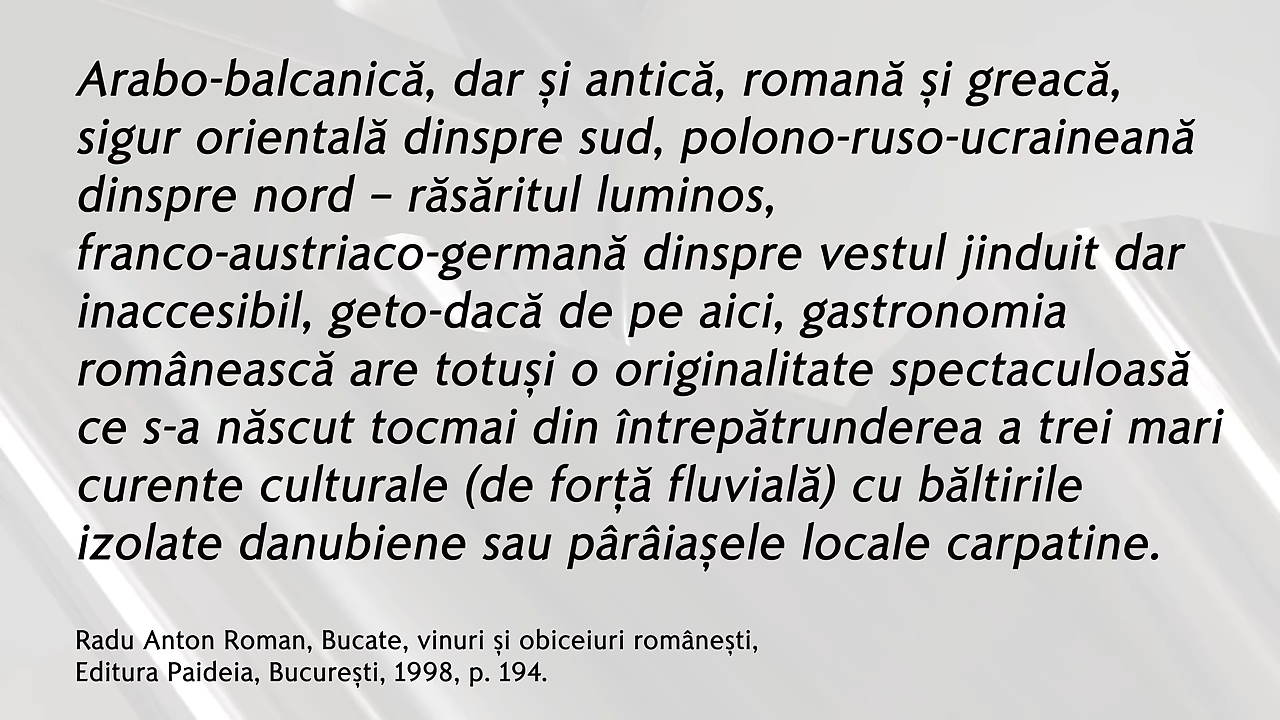 Arabo-balcanică, dar și antică, romană și greacă,
sigur orientală dinspre sud, polono-ruso-ucraineană
dinspre nord – răsăritul luminos,
franco-austriaco-germană dinspre vestul jinduit dar
inaccesibil, geto-dacă de pe aici, gastronomia
românească are totuși o originalitate spectaculoasă
ce s-a născut tocmai din întrepătrunderea a trei mari
curente culturale (de forță fluvială) cu băltirile
izolate danubiene sau pârâiașele locale carpatine.
Radu Anton Roman, Bucate, vinuri și obiceiuri românești,
Editura Paideia, București, 1998, p. 194.